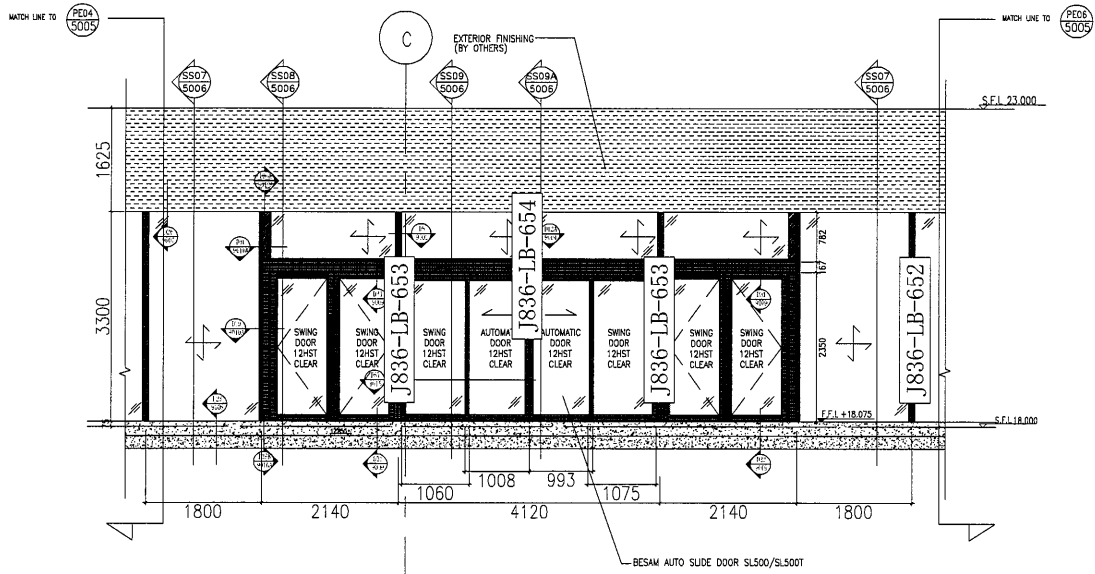 MATCH LINE TO
PE04
5005
C
EXTERIOR FINISHING
(BY OTHERS)
MATCH LINE TO
PE06
5005
SS07
5006
SS08
5006
SS09
5006
SS09A
5006
SS07
5006
S.F.L 23.000
1625
3300
75
782
167
2350
J836-LB-653
J836-LB-654
J836-LB-653
J836-LB-652
SWING
DOOR
12HST
CLEAR
SWING
DOOR
12HST
CLEAR
SWING
DOOR
12HST
CLEAR
AUTOMATIC
DOOR
12HST
CLEAR
AUTOMATIC
DOOR
12HST
CLEAR
SWING
DOOR
12HST
CLEAR
SWING
DOOR
12HST
CLEAR
SWING
DOOR
12HST
CLEAR
F.F.L +18.075
S.F.L 18.000
1060
1008
993
1075
1800
2140
4120
2140
1800
BESAM AUTO SLIDE DOOR SL500/SL500T